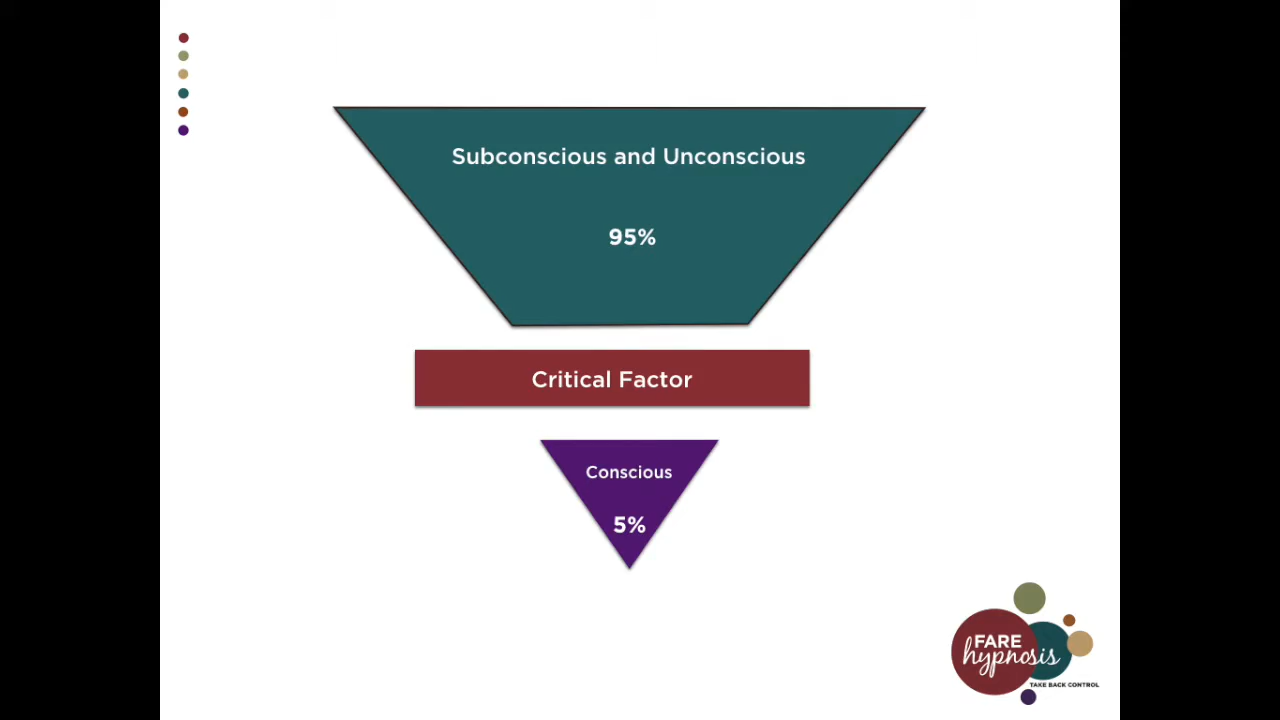 Subconscious and Unconscious
95%
Critical Factor
Conscious
5%
FARE
hypnosis
TAKE BACK CONTROL